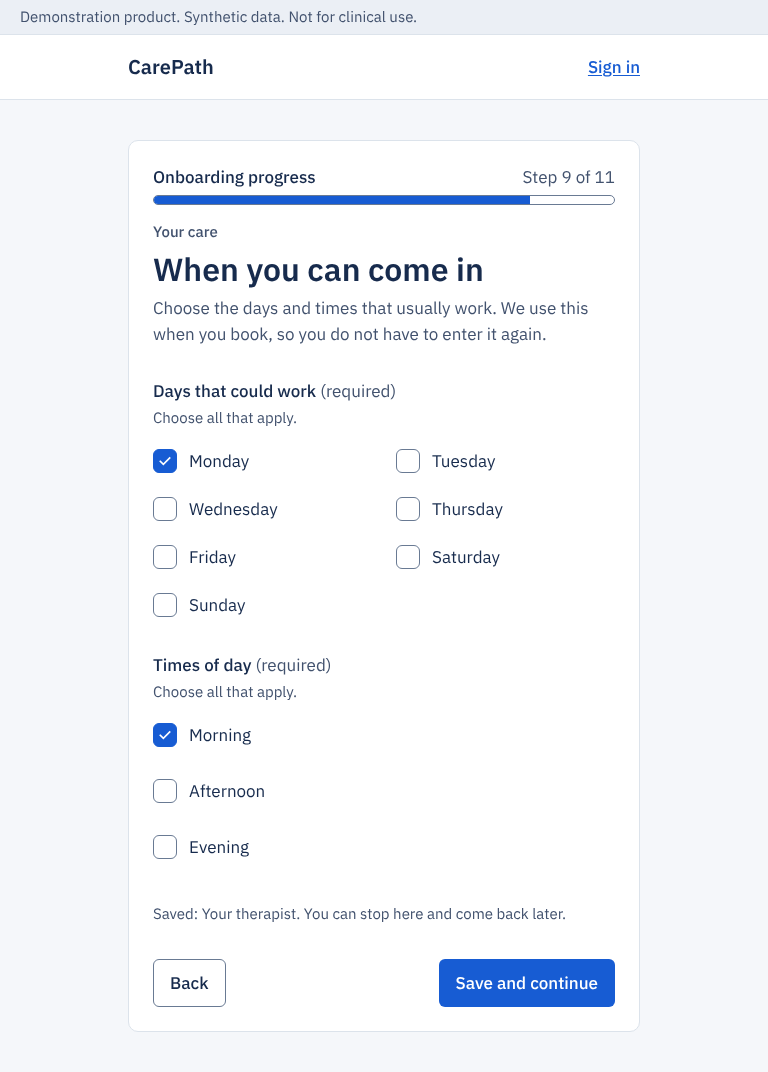 Demonstration product. Synthetic data. Not for clinical use.
CarePath
Sign in
Onboarding progress
Step 9 of 11
Your care
When you can come in
Choose the days and times that usually work. We use this
when you book, so you do not have to enter it again.
Days that could work (required)
Choose all that apply.
Monday
Tuesday
Wednesday
Thursday
Friday
Saturday
Sunday
Times of day (required)
Choose all that apply.
Morning
Afternoon
Evening
Saved: Your therapist. You can stop here and come back later.
Back
Save and continue